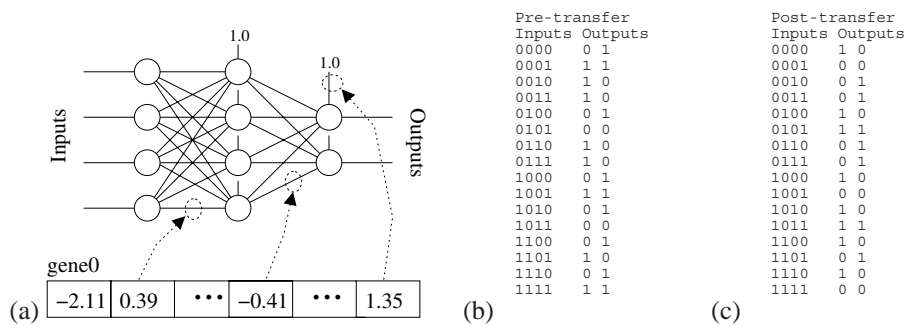 1.0
1.0
Inputs
Outputs
gene0
−2.11 0.39 ••• −0.41 ••• 1.35
(a)
Pre-transfer
Inputs Outputs
0000 0 1
0001 1 1
0010 1 0
0011 1 0
0100 0 1
0101 0 0
0110 1 0
0111 1 0
1000 0 1
1001 1 1
1010 0 1
1011 0 0
1100 0 1
1101 1 0
1110 0 1
1111 1 1
(b)
Post-transfer
Inputs Outputs
0000 1 0
0001 0 0
0010 0 1
0011 0 1
0100 1 0
0101 1 1
0110 0 1
0111 0 1
1000 1 0
1001 0 0
1010 1 0
1011 1 1
1100 1 0
1101 0 1
1110 1 0
1111 0 0
(c)